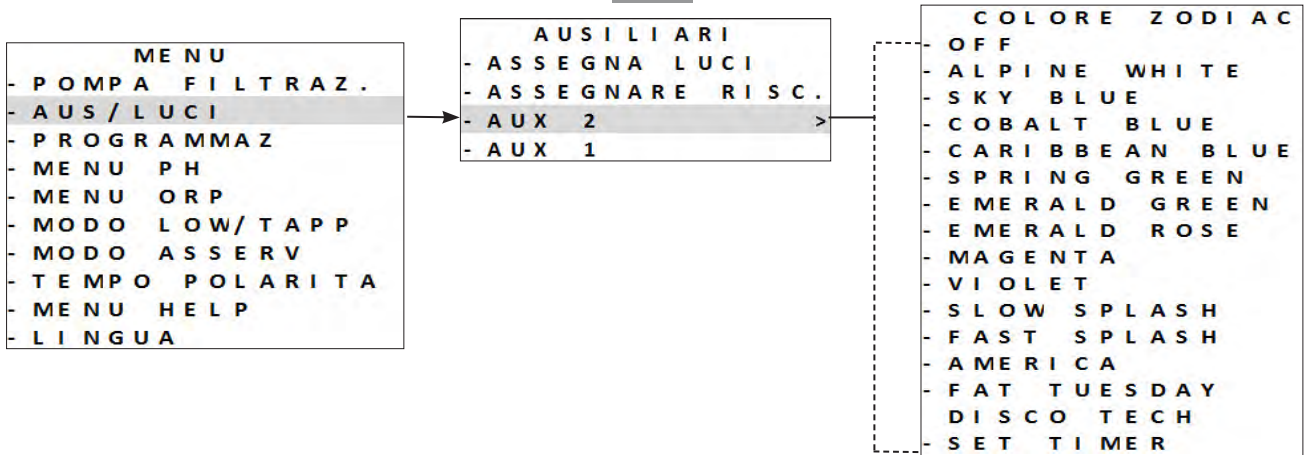 MENU
- POMPA FILTRAZ.
- AUS/LUCI
- PROGRAMMAZ
- MENU PH
- MENU ORP
- MODO LOW/TAPP
- MODO ASSERV
- TEMPO POLARITA
- MENU HELP
- LINGUA
AUSILIARI
- ASSEGNA LUCI
- ASSEGNARE RISC.
- AUX 2 >
- AUX 1
COLORE ZODIAC
- OFF
- ALPINE WHITE
- SKY BLUE
- COBALT BLUE
- CARIBBEAN BLUE
- SPRING GREEN
- EMERALD GREEN
- EMERALD ROSE
- MAGENTA
- VIOLET
- SLOW SPLASH
- FAST SPLASH
- AMERICA
- FAT TUESDAY
DISCO TECH
- SET TIMER